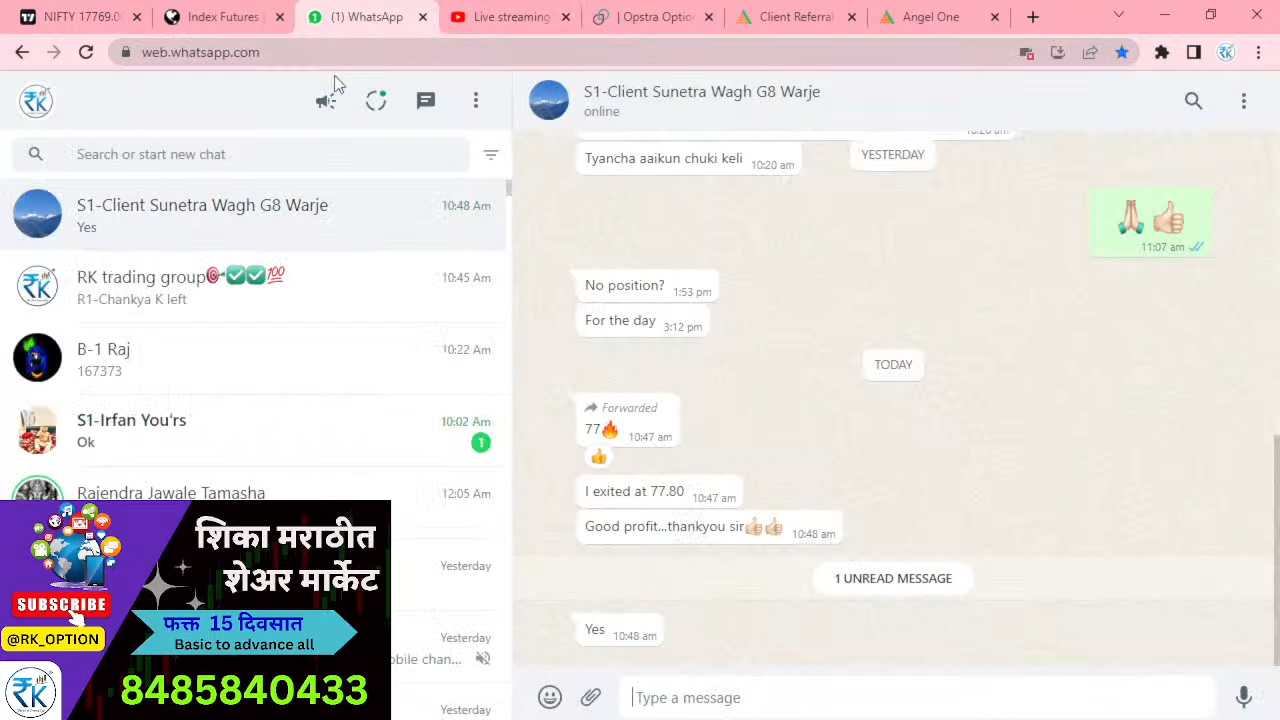 NIFTY 17769.0
Index Futures
(1) WhatsApp
Live streaming
| Opstra Optio
Client Referral
Angel One
web.whatsapp.com
Search or start new chat
S1-Client Sunetra Wagh G8 Warje
10:48 Am
Yes
RK trading group🎯✅✅💯
10:45 Am
R1-Chankya K left
B-1 Raj
10:22 Am
167373
S1-Irfan You'rs
10:02 Am
Ok
1
Rajendra Jawale Tamasha
12:05 Am
Yesterday
Yesterday
Yesterday
शिका मराठीत
शेअर मार्केट
SUBSCRIBE
@RK_OPTION
फक्त 15 दिवसात
Basic to advance all
8485840433
S1-Client Sunetra Wagh G8 Warje
online
Tyancha aaikun chuki keli
10:20 am
YESTERDAY
🙏🏻👍🏻
11:07 am
No position?
1:53 pm
For the day
3:12 pm
TODAY
Forwarded
77🔥
10:47 am
👍
I exited at 77.80
10:47 am
Good profit...thankyou sir👍🏻👍🏻
10:48 am
1 UNREAD MESSAGE
Yes
10:48 am
Type a message